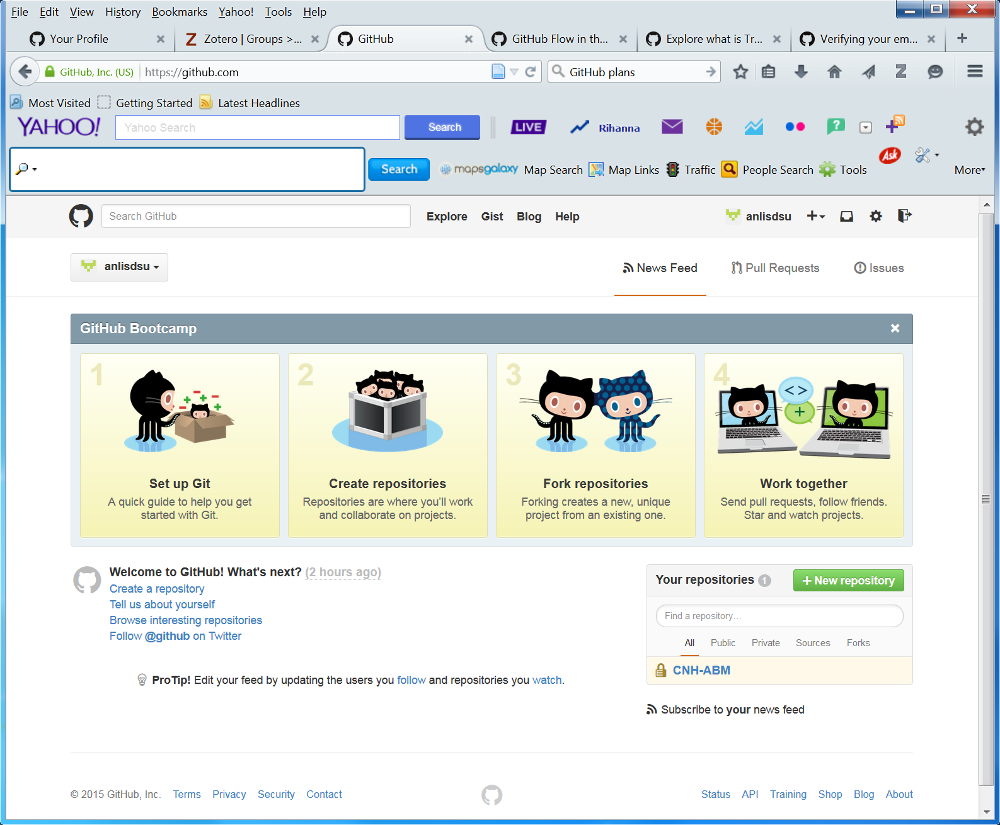 File Edit View History Bookmarks Yahoo! Tools Help
Your Profile Z Zotero | Groups >... GitHub GitHub Flow in th... Explore what is Tr... Verifying your em...
GitHub, Inc. (US) https://github.com GitHub plans Z
Most Visited Getting Started Latest Headlines
YAHOO! Yahoo Search Search LIVE Rihanna
Search mapsgalaxy Map Search Map Links Traffic People Search Tools Ask More
Search GitHub Explore Gist Blog Help anlisdsu
anlisdsu News Feed Pull Requests Issues
GitHub Bootcamp
1 2 3 4
Set up Git Create repositories Fork repositories Work together
A quick guide to help you get Repositories are where you'll work Forking creates a new, unique Send pull requests, follow friends.
started with Git. and collaborate on projects. project from an existing one. Star and watch projects.
Welcome to GitHub! What's next? (2 hours ago)
Create a repository
Tell us about yourself
Browse interesting repositories
Follow @github on Twitter
ProTip! Edit your feed by updating the users you follow and repositories you watch.
Your repositories 1 New repository
Find a repository...
All Public Private Sources Forks
CNH-ABM
Subscribe to your news feed
© 2015 GitHub, Inc. Terms Privacy Security Contact Status API Training Shop Blog About